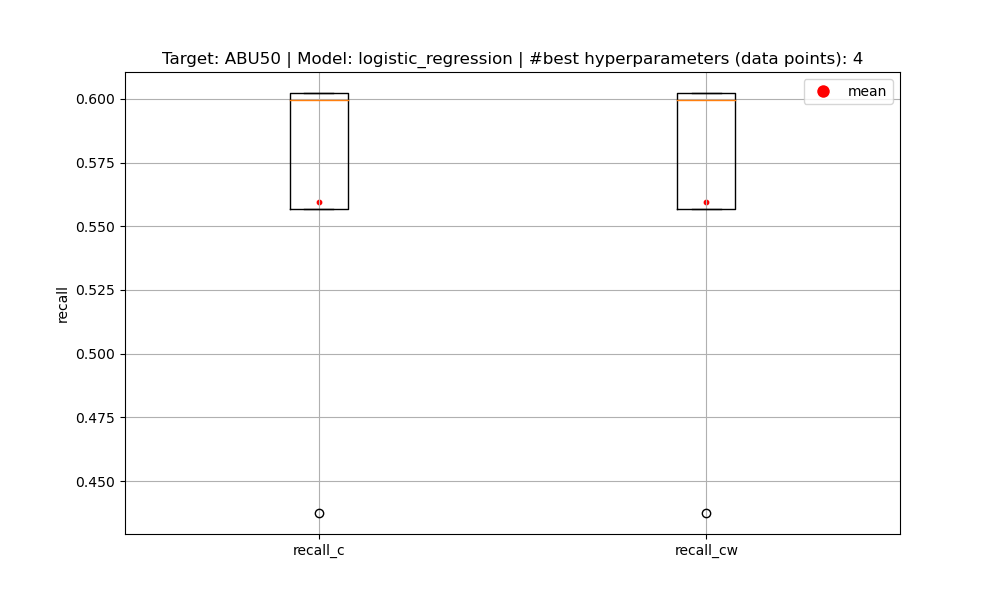 Target: ABU50 | Model: logistic_regression | #best hyperparameters (data points): 4
mean
recall
0.600
0.575
0.550
0.525
0.500
0.475
0.450
recall_c
recall_cw